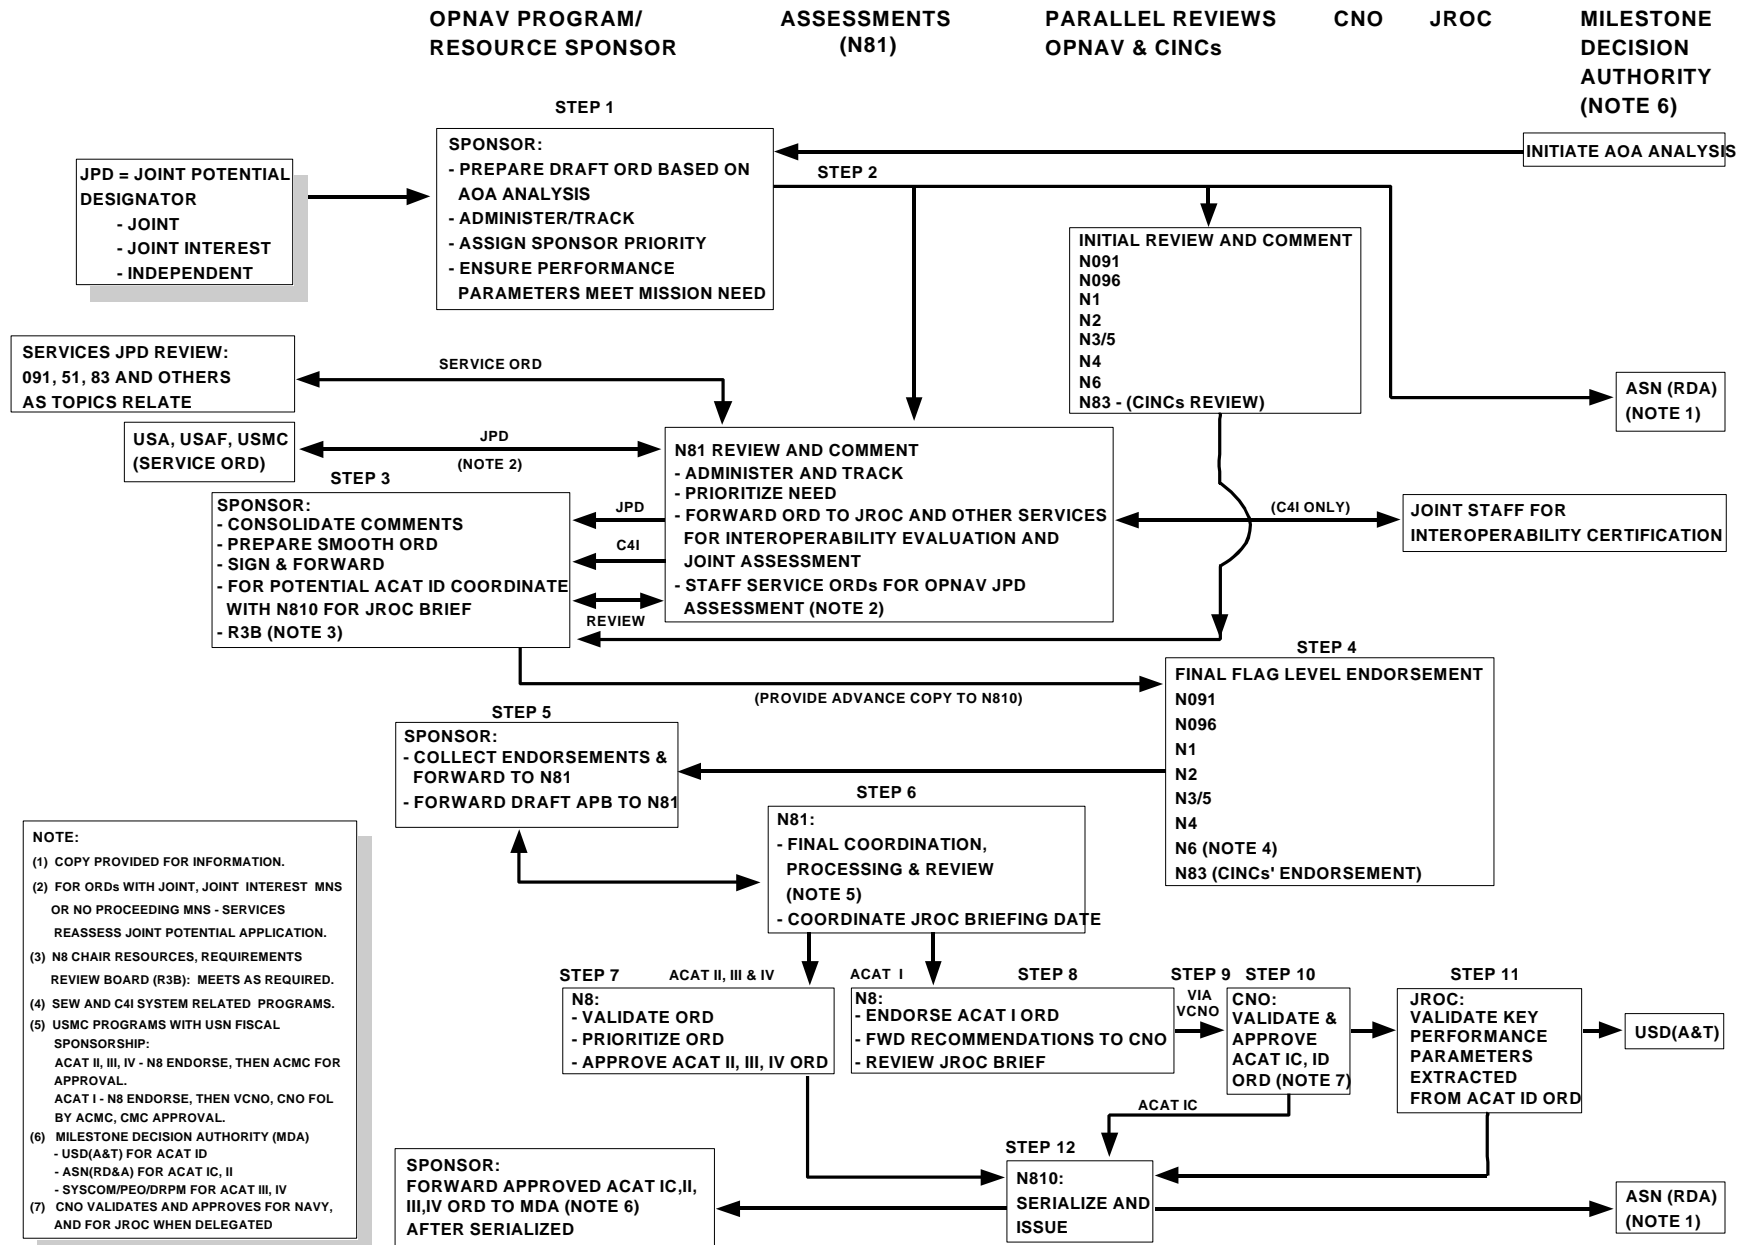 OPNAV PROGRAM/
RESOURCE SPONSOR
ASSESSMENTS
(N81)
PARALLEL REVIEWS
OPNAV & CINCs
CNO
JROC
MILESTONE
DECISION
AUTHORITY
(NOTE 6)
STEP 1
SPONSOR:
- PREPARE DRAFT ORD BASED ON
AOA ANALYSIS
- ADMINISTER/TRACK
- ASSIGN SPONSOR PRIORITY
- ENSURE PERFORMANCE
PARAMETERS MEET MISSION NEED
INITIATE AOA ANALYSIS
JPD = JOINT POTENTIAL
DESIGNATOR
- JOINT
- JOINT INTEREST
- INDEPENDENT
STEP 2
INITIAL REVIEW AND COMMENT
N091
N096
N1
N2
N3/5
N4
N6
N83 - (CINCs REVIEW)
SERVICES JPD REVIEW:
091, 51, 83 AND OTHERS
AS TOPICS RELATE
SERVICE ORD
ASN (RDA)
(NOTE 1)
USA, USAF, USMC
(SERVICE ORD)
JPD
(NOTE 2)
N81 REVIEW AND COMMENT
- ADMINISTER AND TRACK
- PRIORITIZE NEED
- FORWARD ORD TO JROC AND OTHER SERVICES
FOR INTEROPERABILITY EVALUATION AND
JOINT ASSESSMENT
- STAFF SERVICE ORDs FOR OPNAV JPD
ASSESSMENT (NOTE 2)
(C4I ONLY)
JOINT STAFF FOR
INTEROPERABILITY CERTIFICATION
STEP 3
SPONSOR:
- CONSOLIDATE COMMENTS
- PREPARE SMOOTH ORD
- SIGN & FORWARD
- FOR POTENTIAL ACAT ID COORDINATE
WITH N810 FOR JROC BRIEF
- R3B (NOTE 3)
JPD
C4I
REVIEW
(PROVIDE ADVANCE COPY TO N810)
STEP 4
FINAL FLAG LEVEL ENDORSEMENT
N091
N096
N1
N2
N3/5
N4
N6 (NOTE 4)
N83 (CINCs' ENDORSEMENT)
STEP 5
SPONSOR:
- COLLECT ENDORSEMENTS &
FORWARD TO N81
- FORWARD DRAFT APB TO N81
STEP 6
N81:
- FINAL COORDINATION,
PROCESSING & REVIEW
(NOTE 5)
- COORDINATE JROC BRIEFING DATE
NOTE:
(1) COPY PROVIDED FOR INFORMATION.
(2) FOR ORDs WITH JOINT, JOINT INTEREST MNS
OR NO PROCEEDING MNS - SERVICES
REASSESS JOINT POTENTIAL APPLICATION.
(3) N8 CHAIR RESOURCES, REQUIREMENTS
REVIEW BOARD (R3B): MEETS AS REQUIRED.
(4) SEW AND C4I SYSTEM RELATED PROGRAMS.
(5) USMC PROGRAMS WITH USN FISCAL
SPONSORSHIP:
ACAT II, III, IV - N8 ENDORSE, THEN ACMC FOR
APPROVAL.
ACAT I - N8 ENDORSE, THEN VCNO, CNO FOL
BY ACMC, CMC APPROVAL.
(6) MILESTONE DECISION AUTHORITY (MDA)
- USD(A&T) FOR ACAT ID
- ASN(RD&A) FOR ACAT IC, II
- SYSCOM/PEO/DRPM FOR ACAT III, IV
(7) CNO VALIDATES AND APPROVES FOR NAVY,
AND FOR JROC WHEN DELEGATED
STEP 7
ACAT II, III & IV
N8:
- VALIDATE ORD
- PRIORITIZE ORD
- APPROVE ACAT II, III, IV ORD
ACAT I
STEP 8
N8:
- ENDORSE ACAT I ORD
- FWD RECOMMENDATIONS TO CNO
- REVIEW JROC BRIEF
STEP 9
VIA
VCNO
STEP 10
CNO:
VALIDATE &
APPROVE
ACAT IC, ID
ORD (NOTE 7)
STEP 11
JROC:
VALIDATE KEY
PERFORMANCE
PARAMETERS
EXTRACTED
FROM ACAT ID ORD
USD(A&T)
ACAT IC
STEP 12
N810:
SERIALIZE AND
ISSUE
SPONSOR:
FORWARD APPROVED ACAT IC,II,
III,IV ORD TO MDA (NOTE 6)
AFTER SERIALIZED
ASN (RDA)
(NOTE 1)